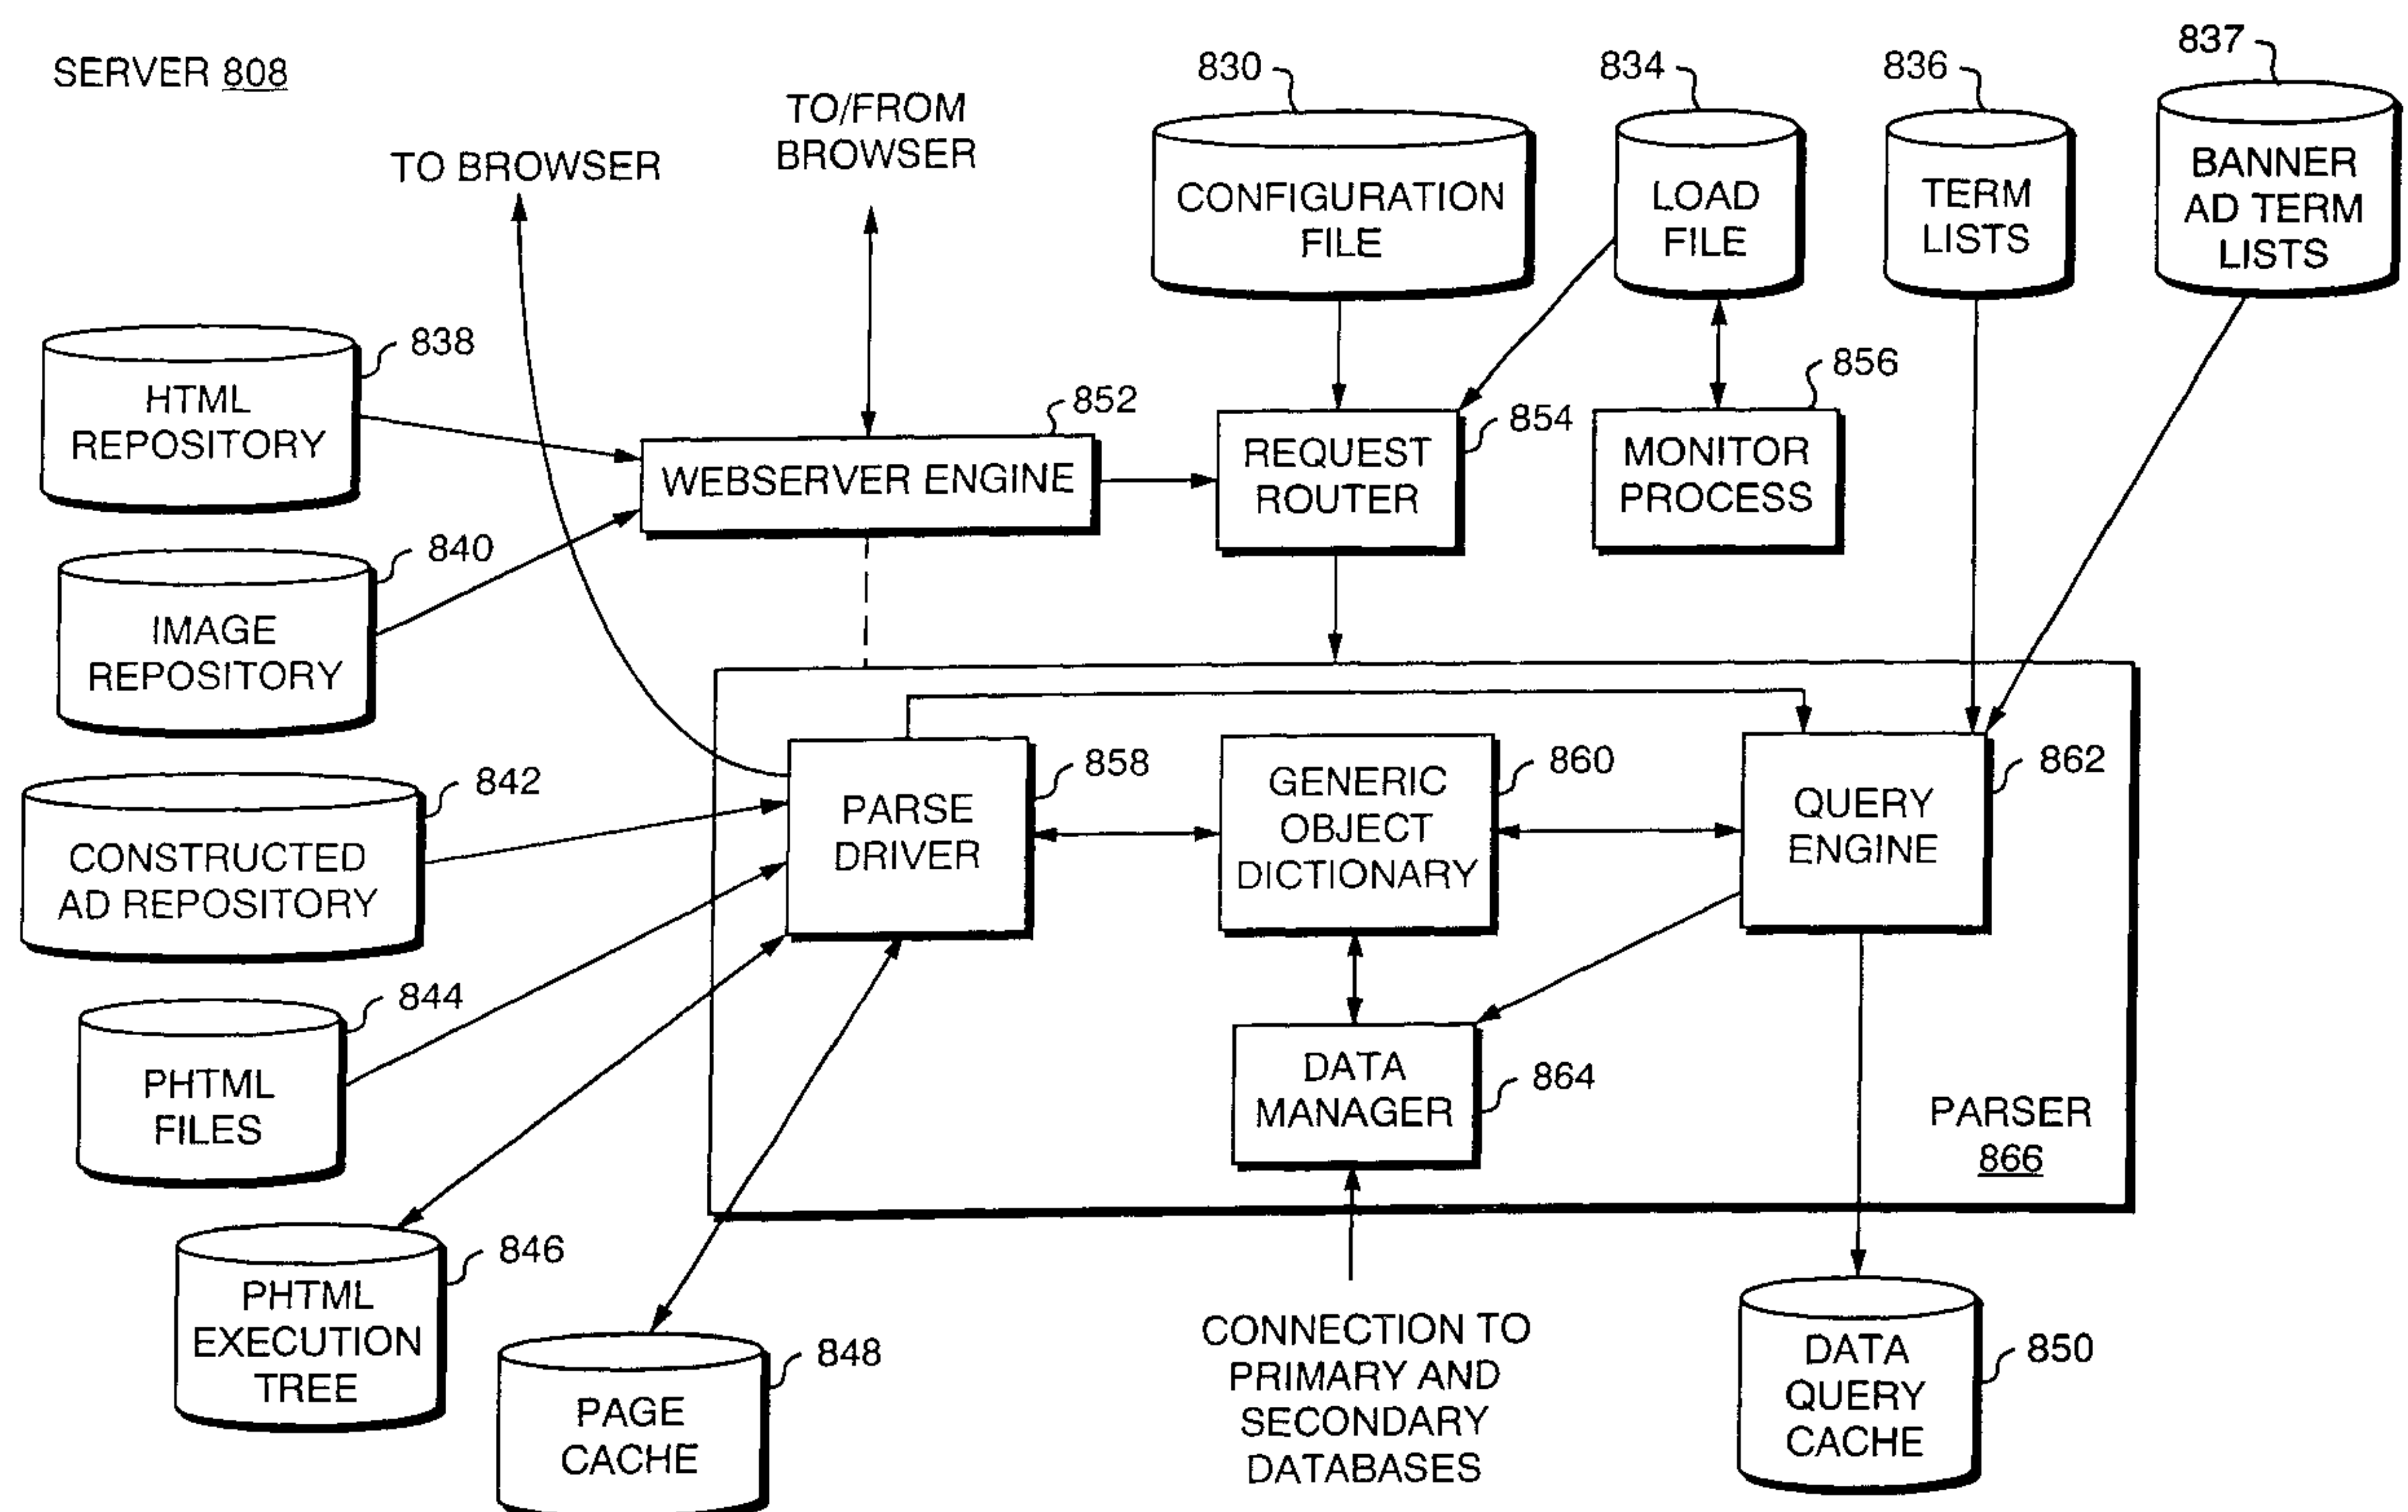 SERVER 808
TO BROWSER
TO/FROM
BROWSER
830
CONFIGURATION
FILE
834
LOAD
FILE
836
TERM
LISTS
837
BANNER
AD TERM
LISTS
838
HTML
REPOSITORY
852
WEBSERVER ENGINE
854
REQUEST
ROUTER
856
MONITOR
PROCESS
840
IMAGE
REPOSITORY
842
CONSTRUCTED
AD REPOSITORY
858
PARSE
DRIVER
860
GENERIC
OBJECT
DICTIONARY
862
QUERY
ENGINE
844
PHTML
FILES
864
DATA
MANAGER
PARSER
866
846
PHTML
EXECUTION
TREE
848
PAGE
CACHE
CONNECTION TO
PRIMARY AND
SECONDARY
DATABASES
850
DATA
QUERY
CACHE